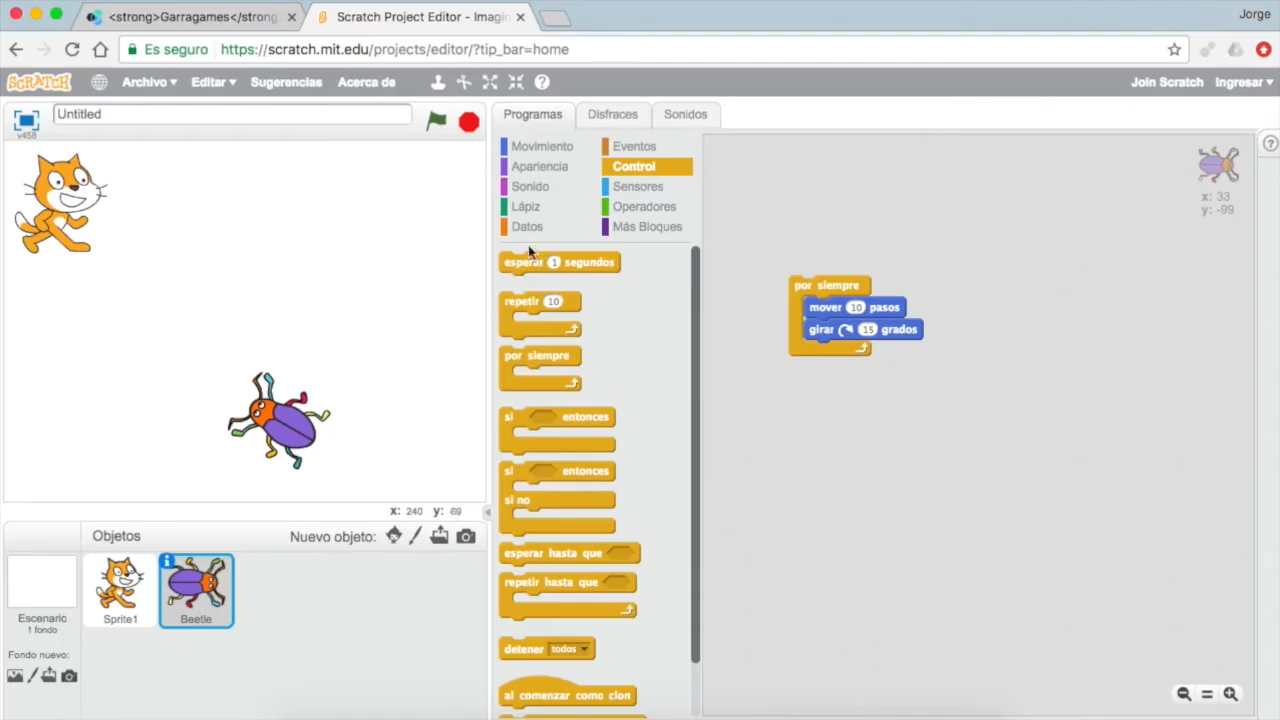 <strong>Garragames</strong>
Scratch Project Editor - Imagin
Jorge
Es seguro
https://scratch.mit.edu/projects/editor/?tip_bar=home
SCRATCH
Archivo
Editar
Sugerencias
Acerca de
Join Scratch
Ingresar
v458
Untitled
Programas
Disfraces
Sonidos
Movimiento
Eventos
Apariencia
Control
Sonido
Sensores
Lápiz
Operadores
Datos
Más Bloques
esperar 1 segundos
repetir 10
por siempre
si entonces
si entonces
si no
esperar hasta que
repetir hasta que
detener todos
al comenzar como clon
por siempre
mover 10 pasos
girar 15 grados
x: 33
y: -99
x: 240 y: 69
Objetos
Nuevo objeto:
Escenario
1 fondo
Sprite1
Beetle
Fondo nuevo: